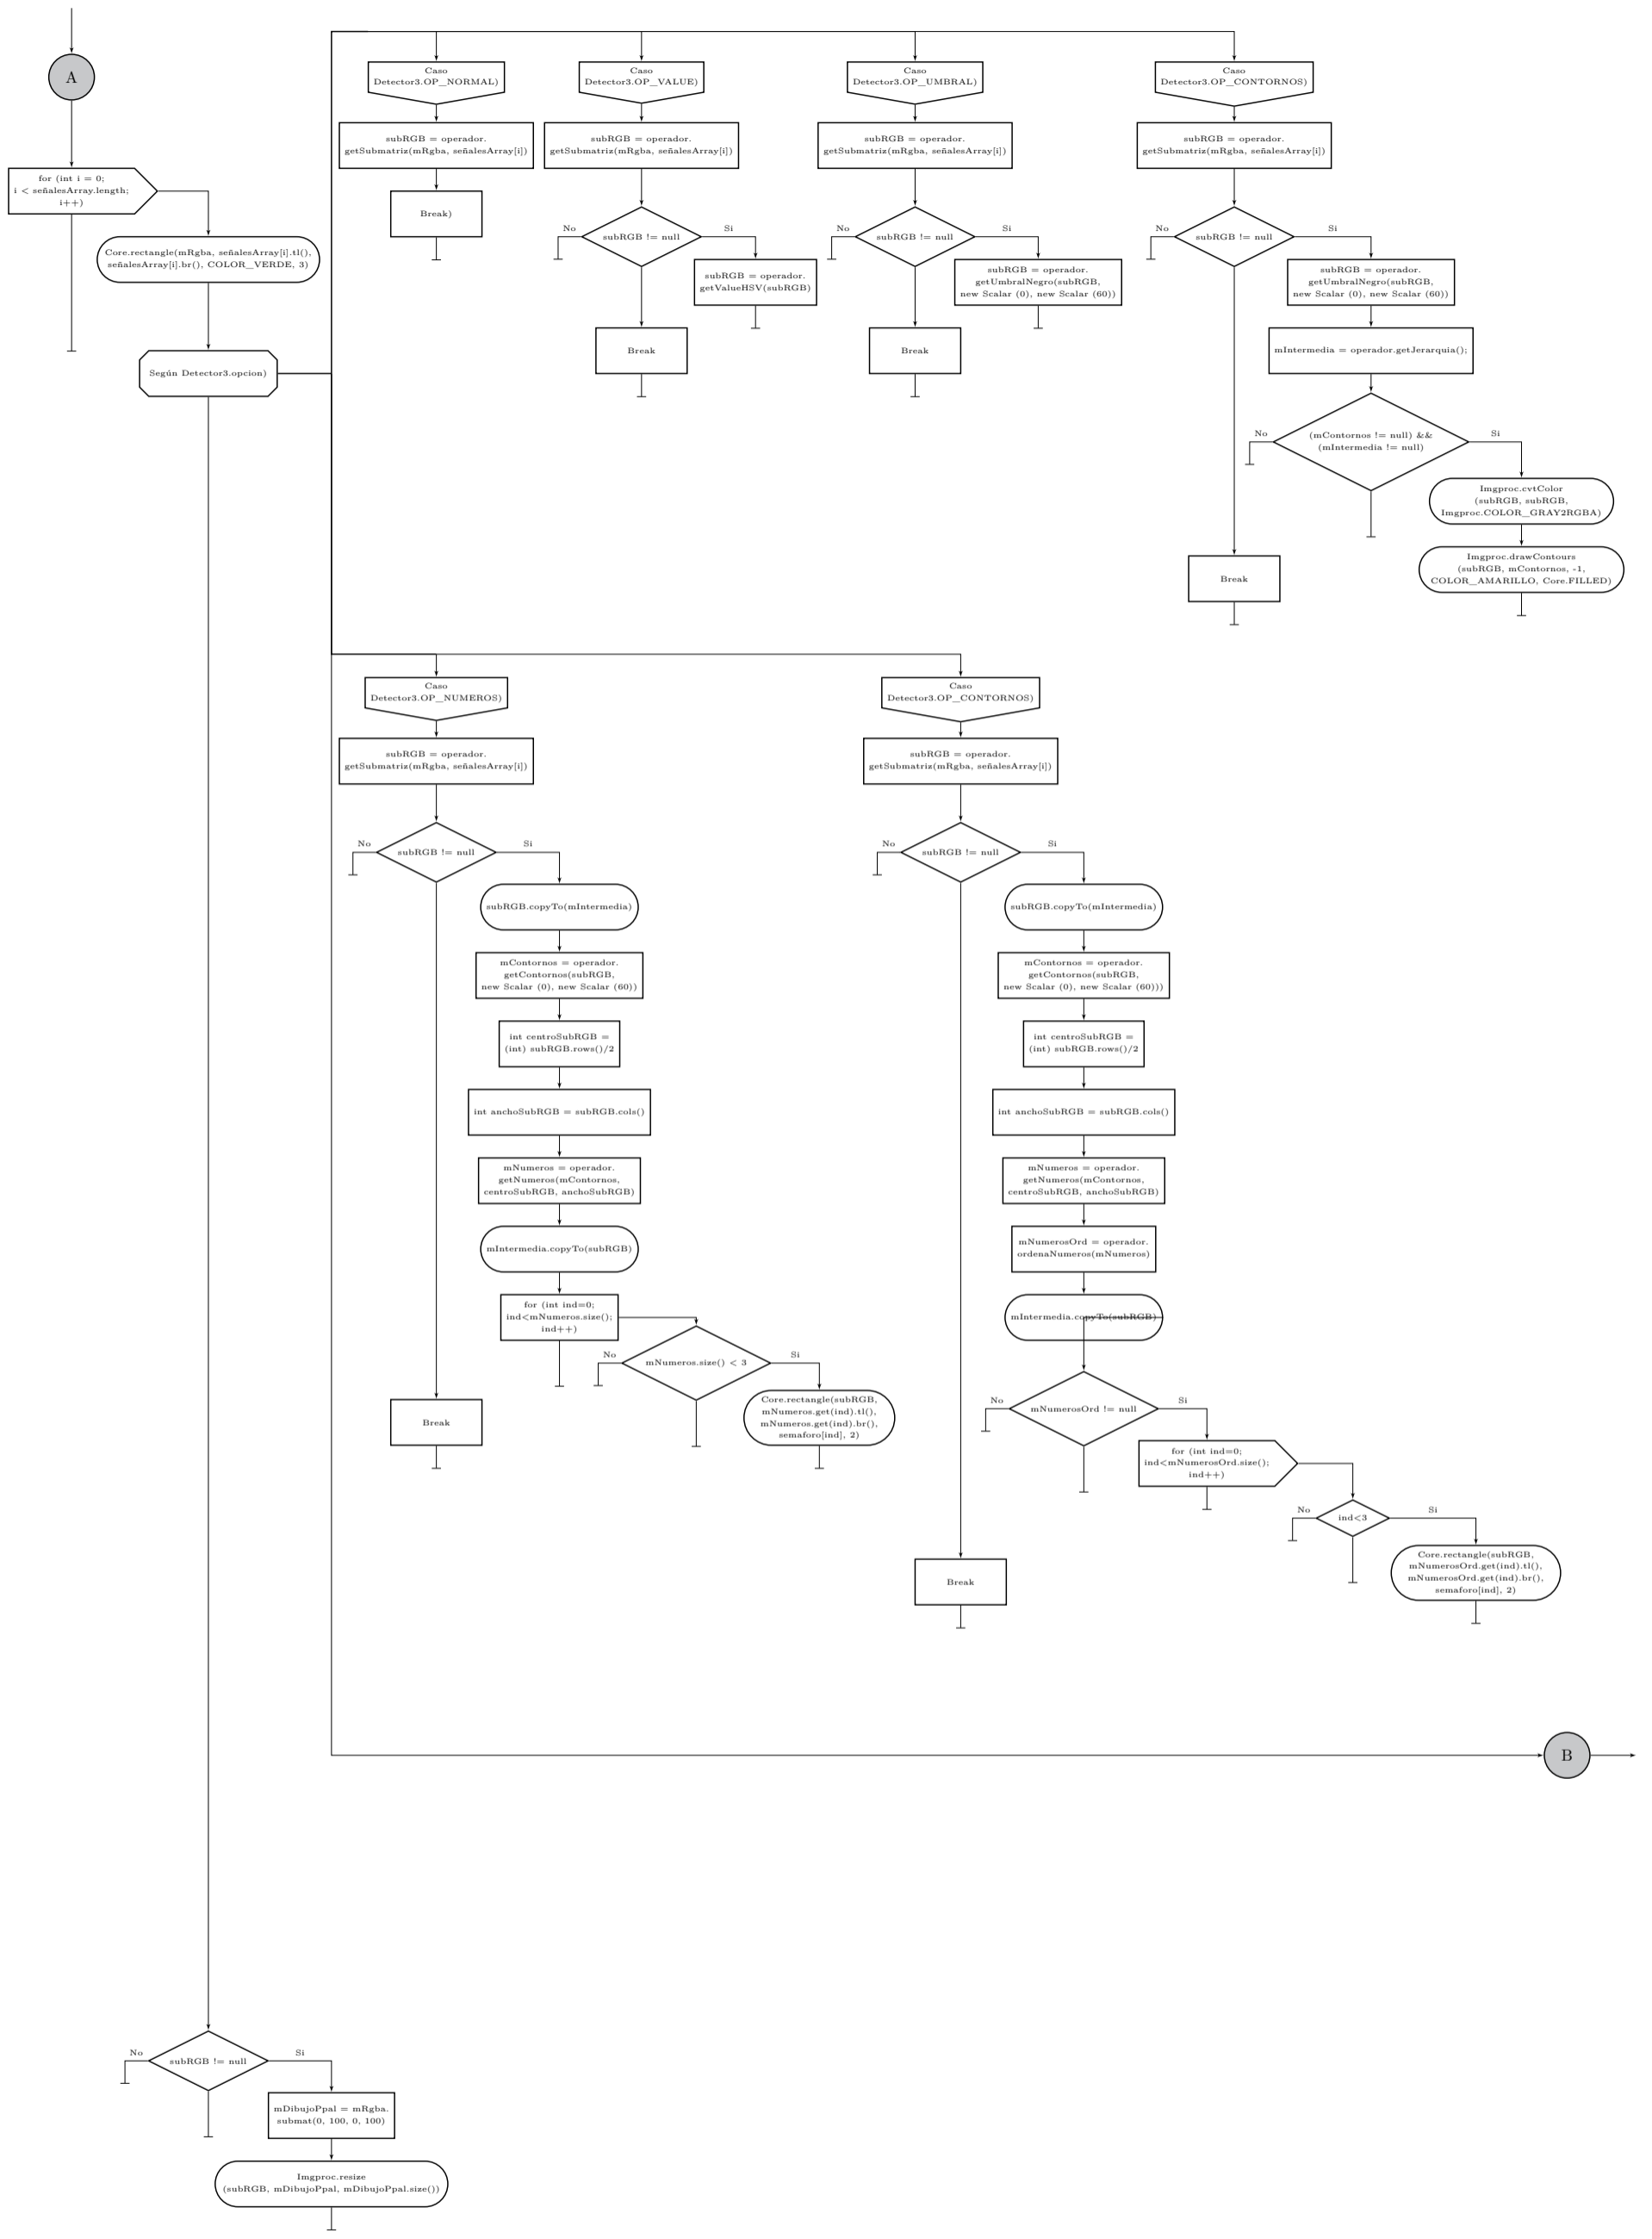 A
for (int i = 0;
i < señalesArray.length;
i++)
Core.rectangle(mRgba, señalesArray[i].tl(),
señalesArray[i].br(), COLOR_VERDE, 3)
Según Detector3.opcion)
Caso
Detector3.OP_NORMAL)
subRGB = operador.
getSubmatriz(mRgba, señalesArray[i])
Break)
Caso
Detector3.OP_VALUE)
subRGB = operador.
getSubmatriz(mRgba, señalesArray[i])
No
subRGB != null
Si
subRGB = operador.
getValueHSV(subRGB)
Break
Caso
Detector3.OP_UMBRAL)
subRGB = operador.
getSubmatriz(mRgba, señalesArray[i])
No
subRGB != null
Si
subRGB = operador.
getUmbralNegro(subRGB,
new Scalar (0), new Scalar (60))
Break
Caso
Detector3.OP_CONTORNOS)
subRGB = operador.
getSubmatriz(mRgba, señalesArray[i])
No
subRGB != null
Si
subRGB = operador.
getUmbralNegro(subRGB,
new Scalar (0), new Scalar (60))
mIntermedia = operador.getJerarquia();
No
(mContornos != null) &&
(mIntermedia != null)
Si
Imgproc.cvtColor
(subRGB, subRGB,
Imgproc.COLOR_GRAY2RGBA)
Imgproc.drawContours
(subRGB, mContornos, -1,
COLOR_AMARILLO, Core.FILLED)
Break
Caso
Detector3.OP_NUMEROS)
subRGB = operador.
getSubmatriz(mRgba, señalesArray[i])
No
subRGB != null
Si
subRGB.copyTo(mIntermedia)
mContornos = operador.
getContornos(subRGB,
new Scalar (0), new Scalar (60))
int centroSubRGB =
(int) subRGB.rows()/2
int anchoSubRGB = subRGB.cols()
mNumeros = operador.
getNumeros(mContornos,
centroSubRGB, anchoSubRGB)
mIntermedia.copyTo(subRGB)
for (int ind=0;
ind<mNumeros.size();
ind++)
No
mNumeros.size() < 3
Si
Core.rectangle(subRGB,
mNumeros.get(ind).tl(),
mNumeros.get(ind).br(),
semaforo[ind], 2)
Break
Caso
Detector3.OP_CONTORNOS)
subRGB = operador.
getSubmatriz(mRgba, señalesArray[i])
No
subRGB != null
Si
subRGB.copyTo(mIntermedia)
mContornos = operador.
getContornos(subRGB,
new Scalar (0), new Scalar (60)))
int centroSubRGB =
(int) subRGB.rows()/2
int anchoSubRGB = subRGB.cols()
mNumeros = operador.
getNumeros(mContornos,
centroSubRGB, anchoSubRGB)
mNumerosOrd = operador.
ordenaNumeros(mNumeros)
mIntermedia.copyTo(subRGB)
No
mNumerosOrd != null
Si
for (int ind=0;
ind<mNumerosOrd.size();
ind++)
No
ind<3
Si
Core.rectangle(subRGB,
mNumerosOrd.get(ind).tl(),
mNumerosOrd.get(ind).br(),
semaforo[ind], 2)
Break
B
No
subRGB != null
Si
mDibujoPpal = mRgba.
submat(0, 100, 0, 100)
Imgproc.resize
(subRGB, mDibujoPpal, mDibujoPpal.size())